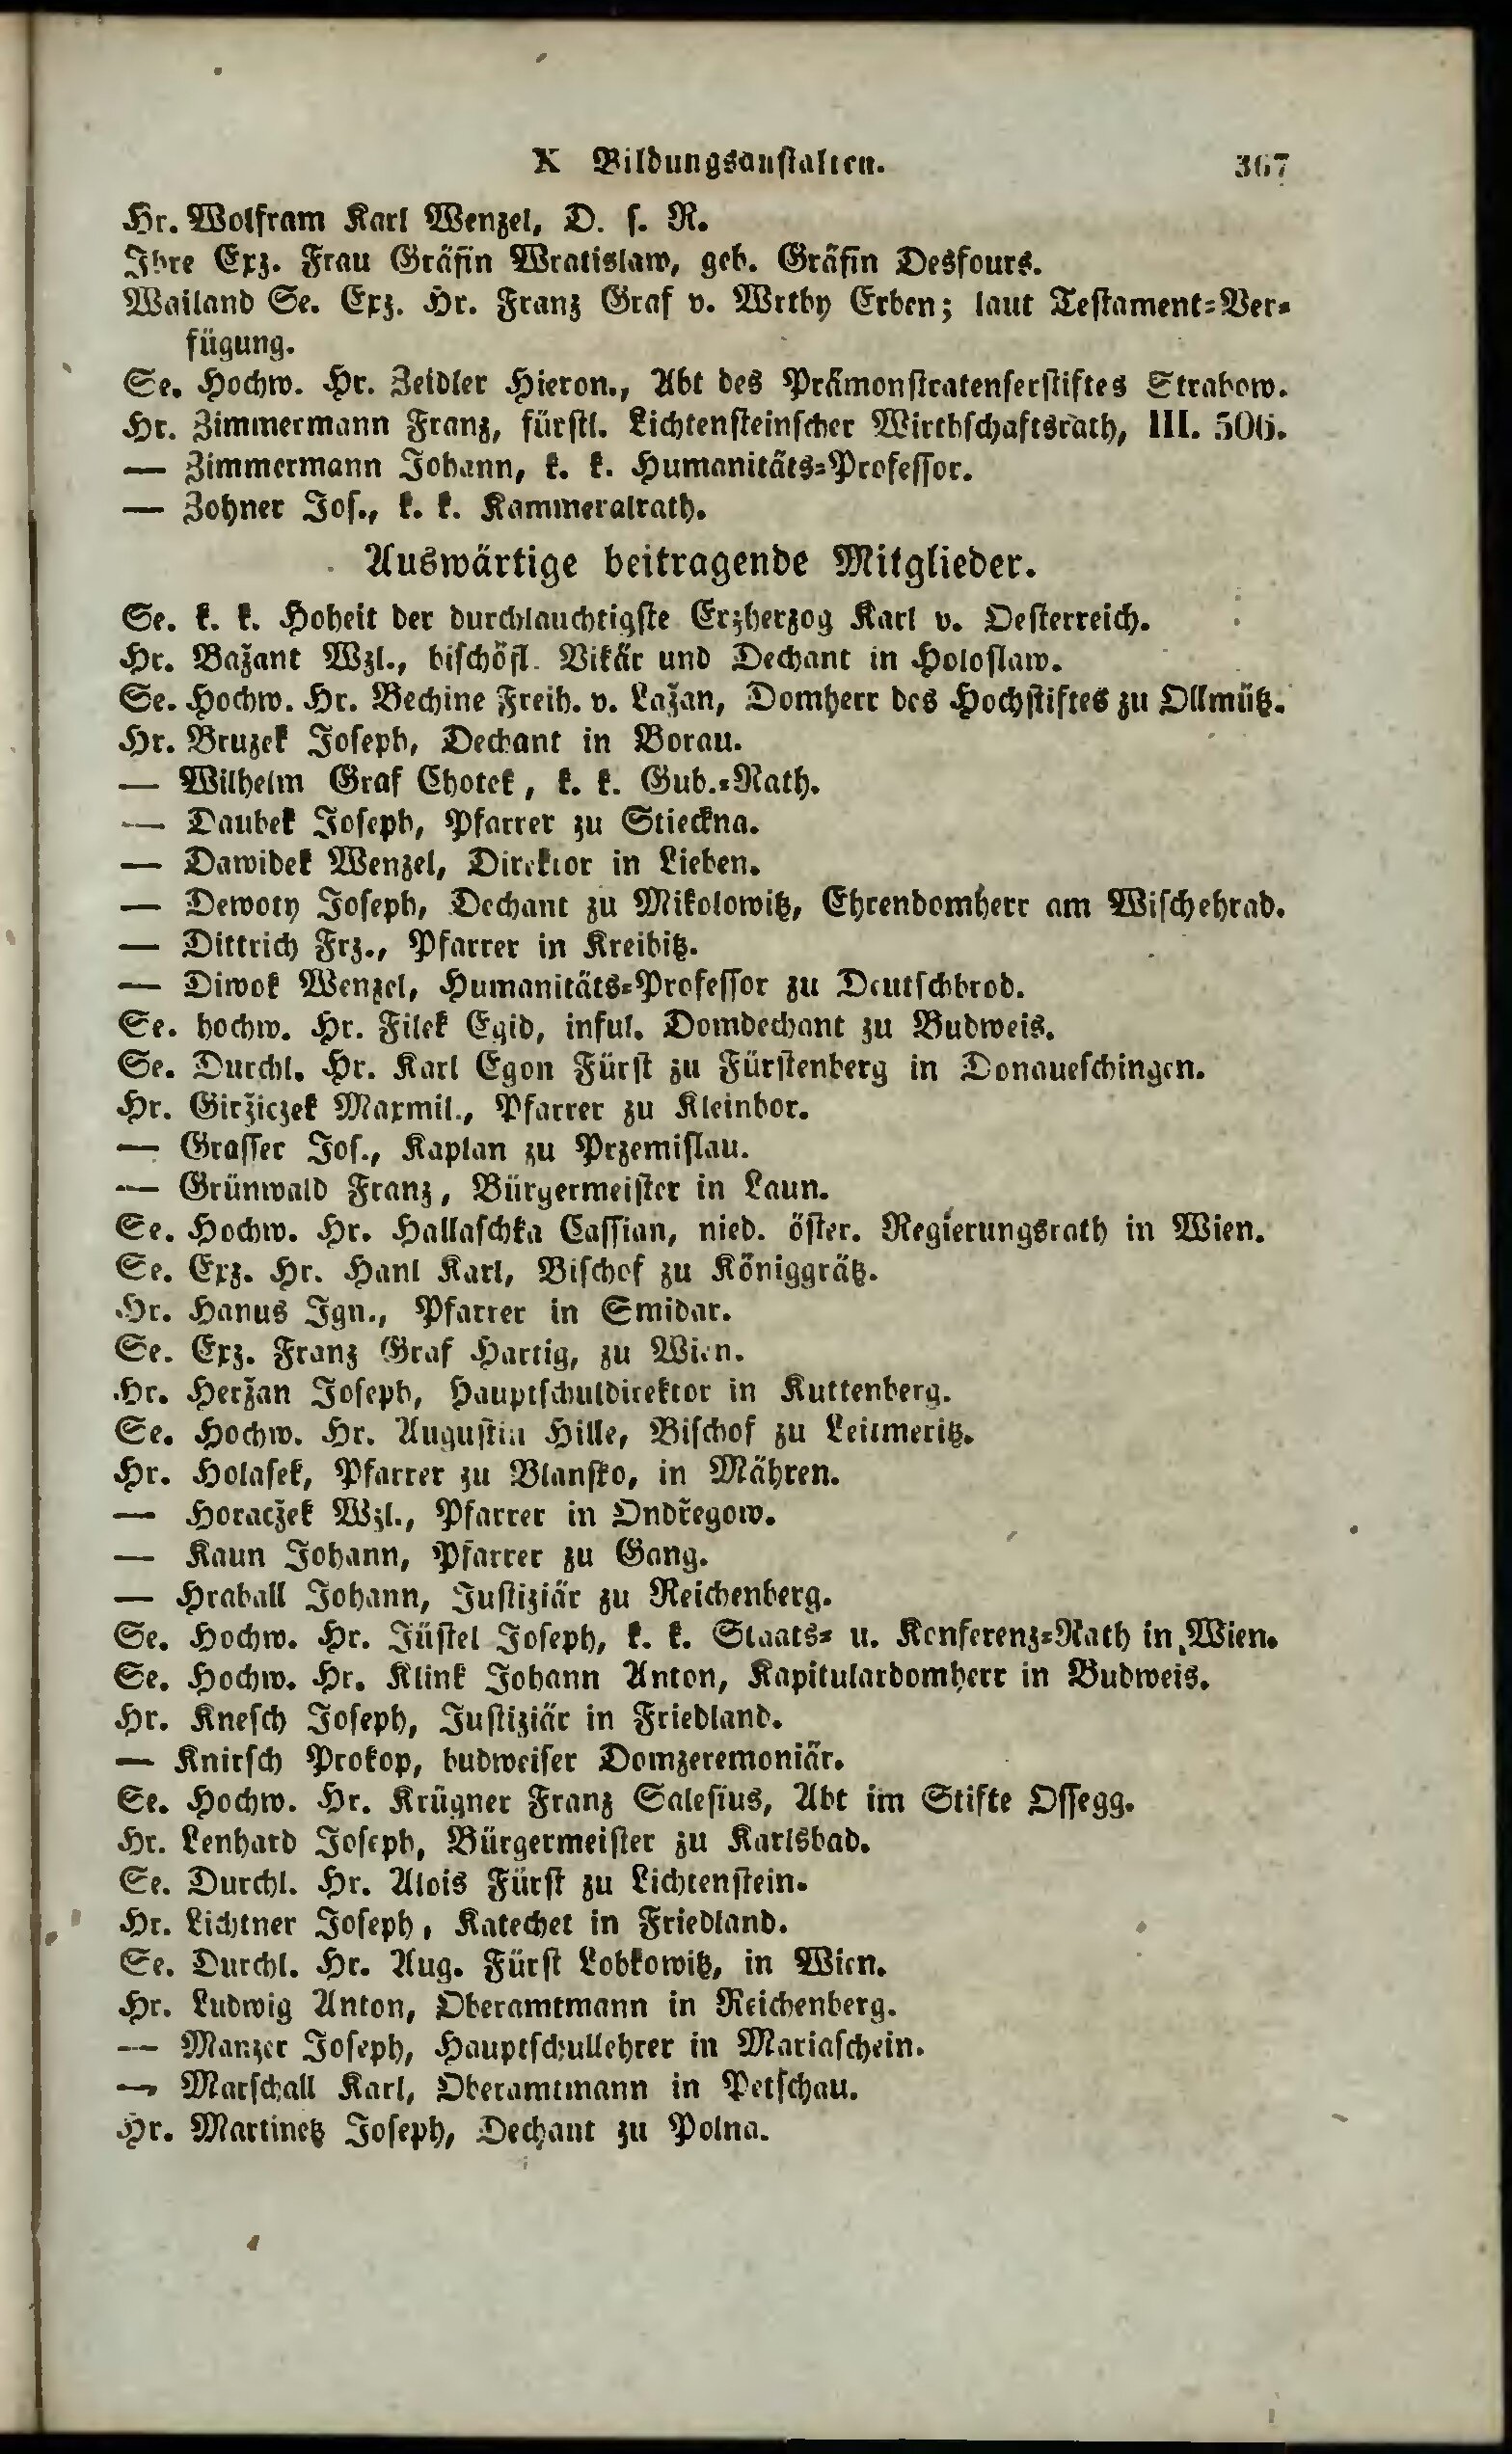 X Bildungsanstalten. 367
Hr. Wolfram Karl Wenzel, D. s. R.
Ihre Exz. Frau Gräfin Wratislaw, geb. Gräfin Desfours.
Wailand Se. Exz. Hr. Franz Graf v. Wrtby Erben; laut Testament-Ver-
fügung.
Se. Hochw. Hr. Zeidler Hieron., Abt des Prämonstratenserstiftes Strahow.
Hr. Zimmermann Franz, fürstl. Lichtensteinscher Wirthschaftsrath, III. 506.
— Zimmermann Johann, k. k. Humanitäts-Professor.
— Zohner Jos., k. k. Kammeralrath.
Auswärtige beitragende Mitglieder.
Se. k. k. Hoheit der durchlauchtigste Erzherzog Karl v. Oesterreich.
Hr. Bažant Wzl., bischöfl. Vikär und Dechant in Holoslaw.
Se. Hochw. Hr. Bechine Freih. v. Lažan, Domherr des Hochstiftes zu Ollmütz.
Hr. Bruzek Joseph, Dechant in Borau.
— Wilhelm Graf Chotek, k. k. Gub.-Rath.
— Daubek Joseph, Pfarrer zu Stieckna.
— Dawidek Wenzel, Direktor in Lieben.
— Dewoty Joseph, Dechant zu Mikolowitz, Ehrendomherr am Wischehrad.
— Dittrich Frz., Pfarrer in Kreibitz.
— Diwok Wenzel, Humanitäts-Professor zu Deutschbrod.
Se. hochw. Hr. Filek Egid, inful. Domdechant zu Budweis.
Se. Durchl. Hr. Karl Egon Fürst zu Fürstenberg in Donaueschingen.
Hr. Giržiczek Maxmil., Pfarrer zu Kleinbor.
— Grasser Jos., Kaplan zu Przemislau.
— Grünwald Franz, Bürgermeister in Laun.
Se. Hochw. Hr. Hallaschka Cassian, nied. öster. Regierungsrath in Wien.
Se. Exz. Hr. Hanl Karl, Bischof zu Königgrätz.
Hr. Hanus Ign., Pfarrer in Smidar.
Se. Exz. Franz Graf Hartig, zu Wien.
Hr. Heržan Joseph, Hauptschuldirektor in Kuttenberg.
Se. Hochw. Hr. Augustin Hille, Bischof zu Leitmeritz.
Hr. Holasek, Pfarrer zu Blansko, in Mähren.
— Horaczek Wzl., Pfarrer in Ondřegow.
— Kaun Johann, Pfarrer zu Gang.
— Hraball Johann, Justiziär zu Reichenberg.
Se. Hochw. Hr. Jüstel Joseph, k. k. Staats- u. Konferenz-Rath in Wien.
Se. Hochw. Hr. Klink Johann Anton, Kapitulardomherr in Budweis.
Hr. Knesch Joseph, Justiziär in Friedland.
— Knirsch Prokop, budweiser Domzeremoniär.
Se. Hochw. Hr. Krügner Franz Salesius, Abt im Stifte Ossegg.
Hr. Lenhard Joseph, Bürgermeister zu Karlsbad.
Se. Durchl. Hr. Alois Fürst zu Lichtenstein.
Hr. Lichtner Joseph, Katechet in Friedland.
Se. Durchl. Hr. Aug. Fürst Lobkowitz, in Wien.
Hr. Ludwig Anton, Oberamtmann in Reichenberg.
— Manzer Joseph, Hauptschullehrer in Mariaschein.
— Marschall Karl, Oberamtmann in Petschau.
Hr. Martinetz Joseph, Dechant zu Polna.